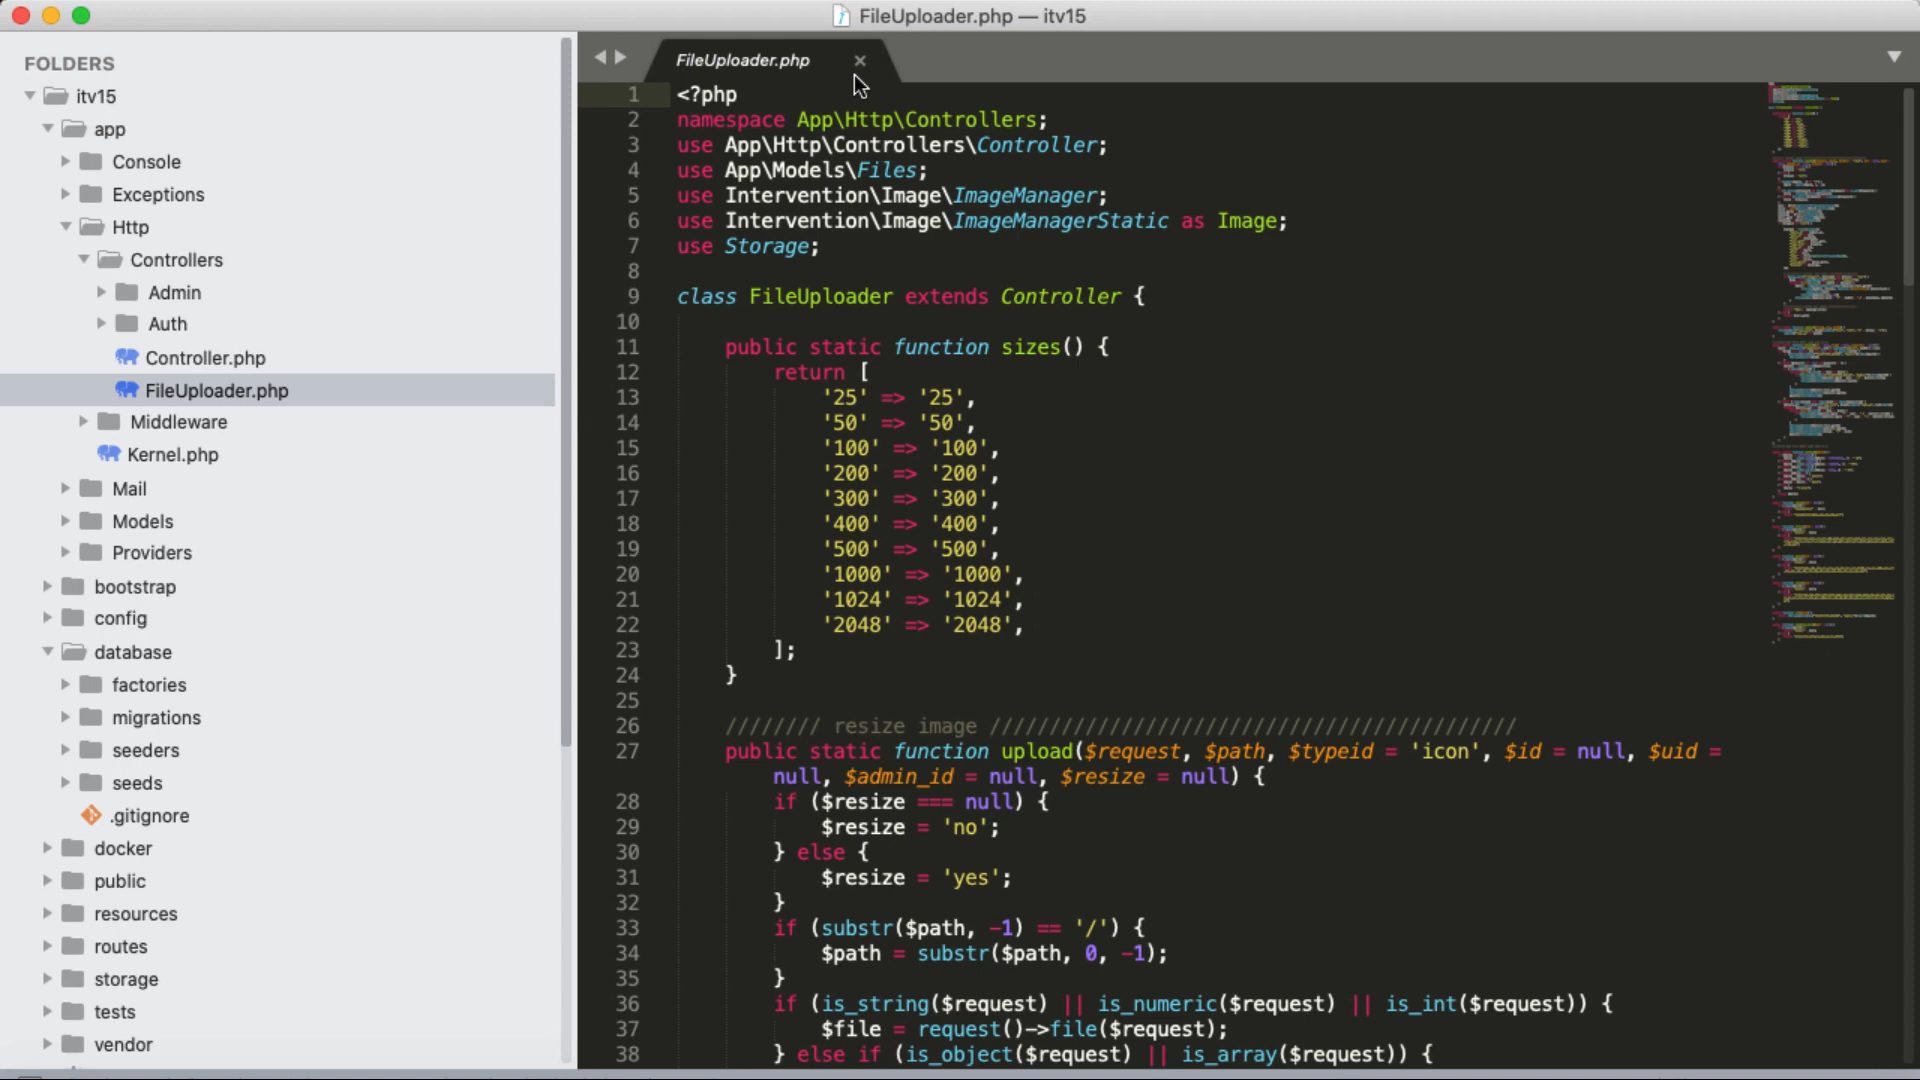 FileUploader.php — itv15
FOLDERS
itv15
app
Console
Exceptions
Http
Controllers
Admin
Auth
Controller.php
FileUploader.php
Middleware
Kernel.php
Mail
Models
Providers
bootstrap
config
database
factories
migrations
seeders
seeds
.gitignore
docker
public
resources
routes
storage
tests
vendor
FileUploader.php
1 <?php
2 namespace App\Http\Controllers;
3 use App\Http\Controllers\Controller;
4 use App\Models\Files;
5 use Intervention\Image\ImageManager;
6 use Intervention\Image\ImageManagerStatic as Image;
7 use Storage;
8
9 class FileUploader extends Controller {
10
11 public static function sizes() {
12 return [
13 '25' => '25',
14 '50' => '50',
15 '100' => '100',
16 '200' => '200',
17 '300' => '300',
18 '400' => '400',
19 '500' => '500',
20 '1000' => '1000',
21 '1024' => '1024',
22 '2048' => '2048',
23 ];
24 }
25
26 //////// resize image ////////////////////////////////////////////
27 public static function upload($request, $path, $typeid = 'icon', $id = null, $uid =
null, $admin_id = null, $resize = null) {
28 if ($resize === null) {
29 $resize = 'no';
30 } else {
31 $resize = 'yes';
32 }
33 if (substr($path, -1) == '/') {
34 $path = substr($path, 0, -1);
35 }
36 if (is_string($request) || is_numeric($request) || is_int($request)) {
37 $file = request()->file($request);
38 } else if (is_object($request) || is_array($request)) {